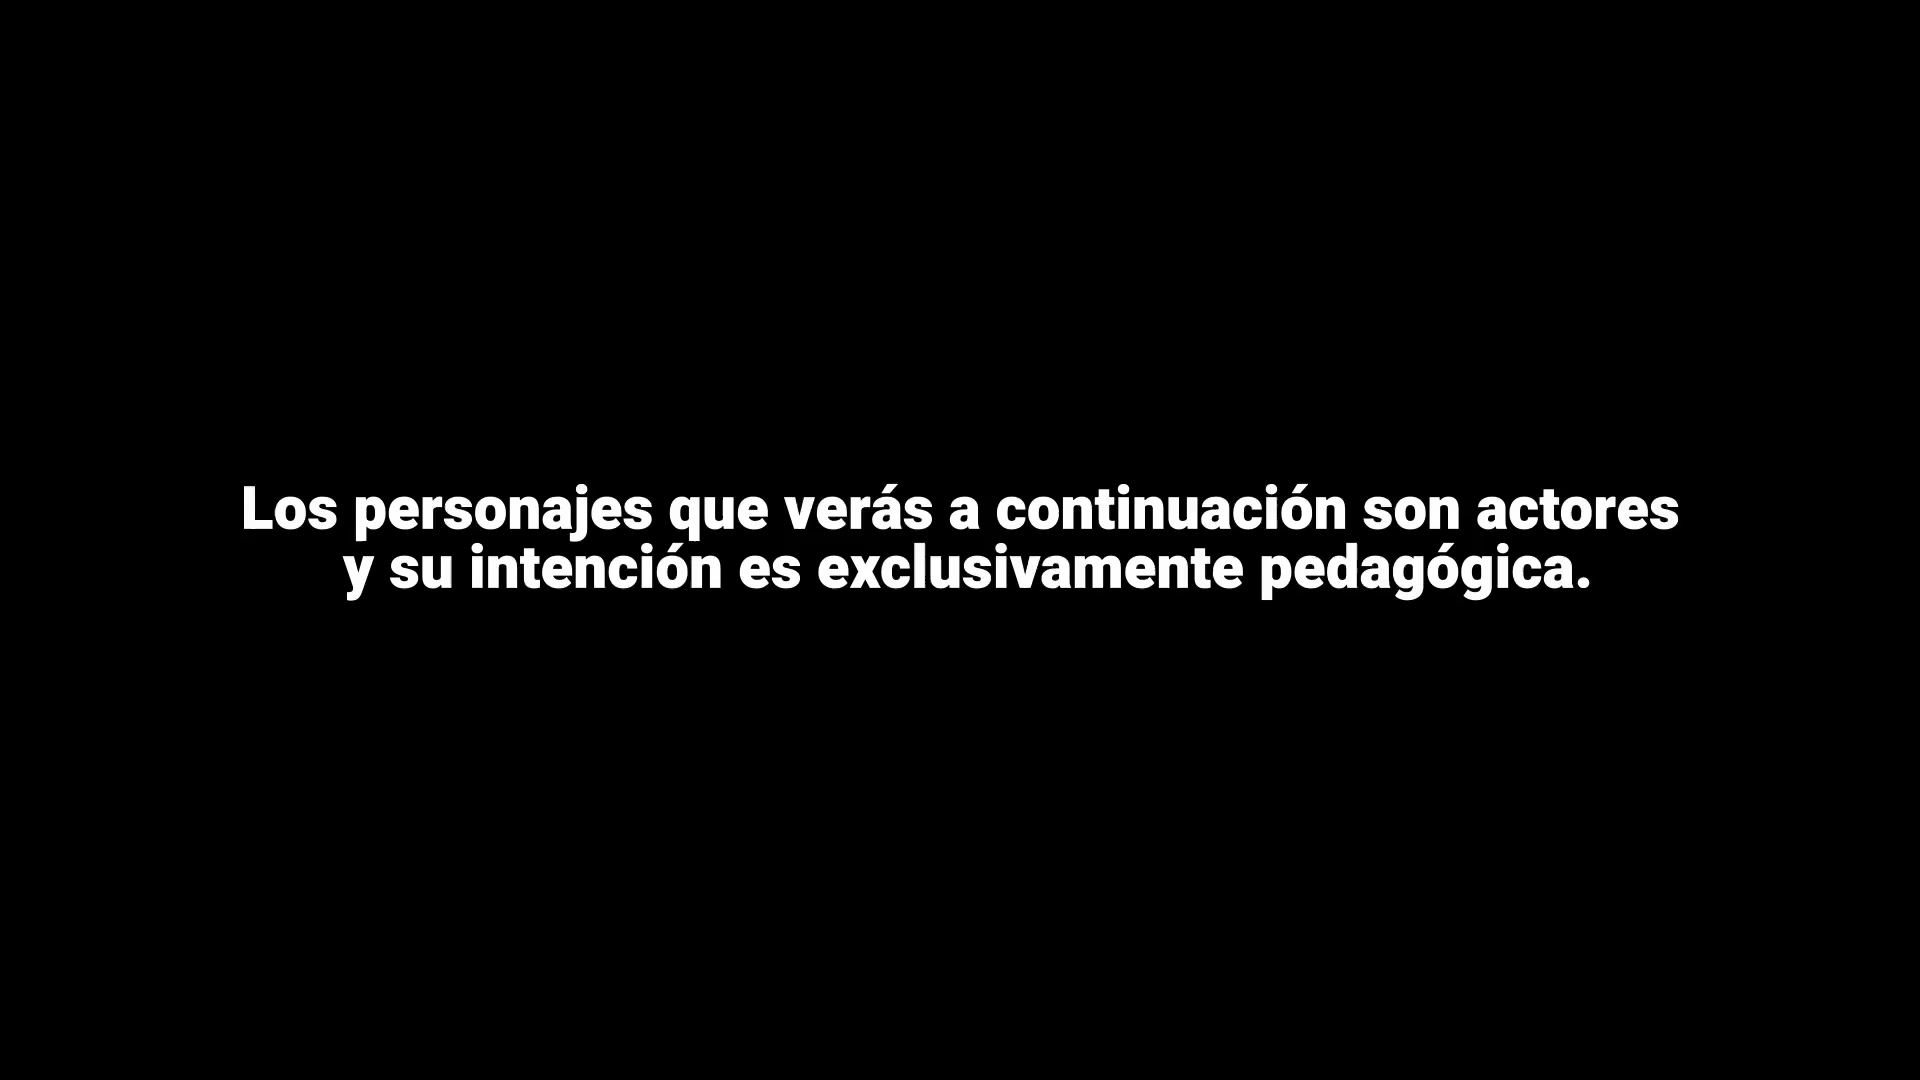 Los personajes que verás a continuación son actores
y su intención es exclusivamente pedagógica.